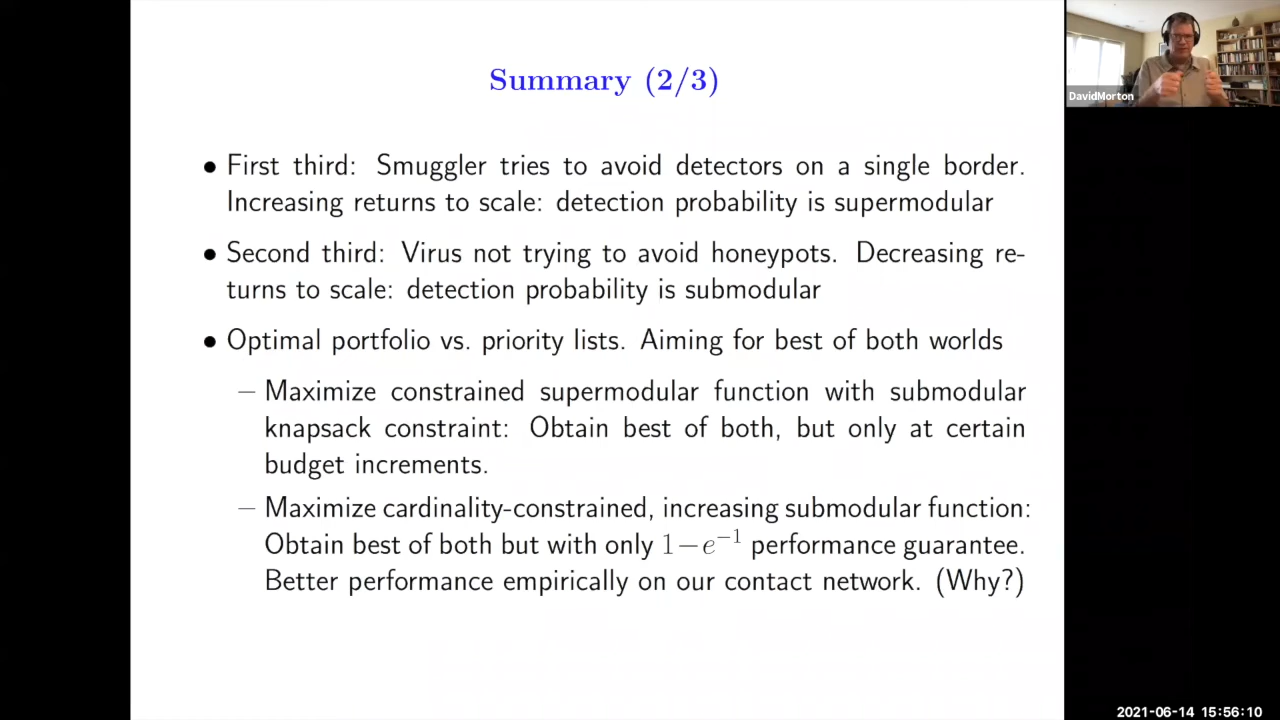 Summary (2/3)
DavidMorton
• First third: Smuggler tries to avoid detectors on a single border.
Increasing returns to scale: detection probability is supermodular
• Second third: Virus not trying to avoid honeypots. Decreasing re-
turns to scale: detection probability is submodular
• Optimal portfolio vs. priority lists. Aiming for best of both worlds
– Maximize constrained supermodular function with submodular
knapsack constraint: Obtain best of both, but only at certain
budget increments.
– Maximize cardinality-constrained, increasing submodular function:
Obtain best of both but with only 1−e⁻¹ performance guarantee.
Better performance empirically on our contact network. (Why?)
2021-06-14 15:56:10